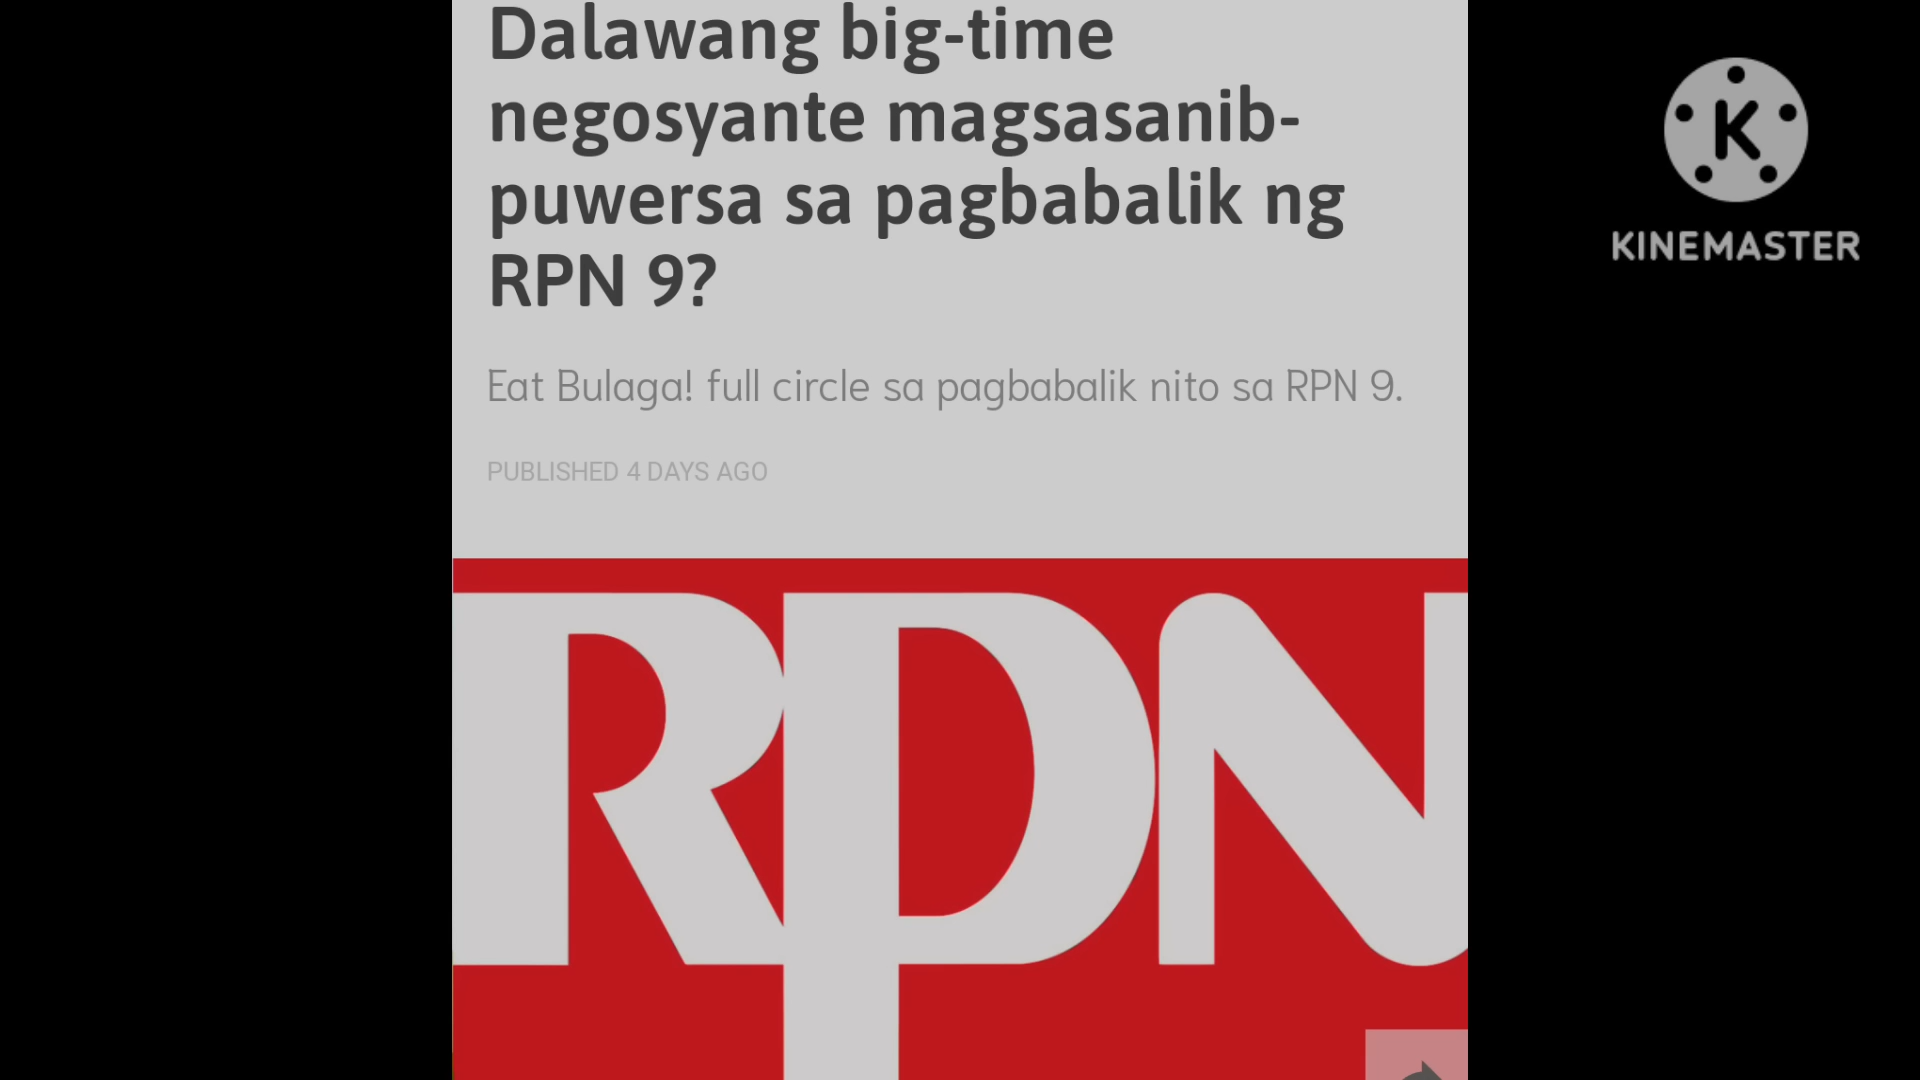 Dalawang big-time
negosyante magsasanib-
puwersa sa pagbabalik ng
RPN 9?
Eat Bulaga! full circle sa pagbabalik nito sa RPN 9.
PUBLISHED 4 DAYS AGO
RPN
K
KINEMASTER